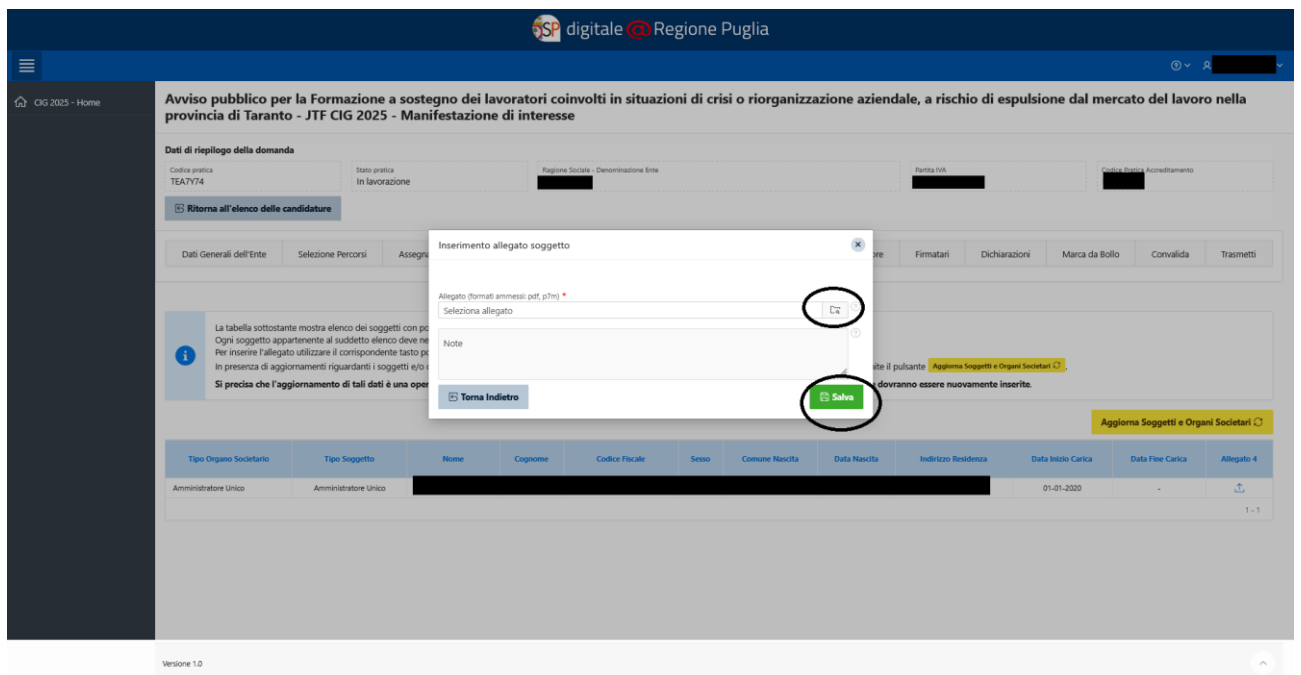 digitale @ Regione Puglia
CIG 2025 - Home
Avviso pubblico per la Formazione a sostegno dei lavoratori coinvolti in situazioni di crisi o riorganizzazione aziendale, a rischio di espulsione dal mercato del lavoro nella
provincia di Taranto - JTF CIG 2025 - Manifestazione di interesse
Dati di riepilogo della domanda
Codice pratica Stato pratica Ragione Sociale - Denominazione Ente Partita IVA Codice Pratica Accreditamento
TEA7Y74 In lavorazione
Ritorna all'elenco delle candidature
Inserimento allegato soggetto
Dati Generali dell'Ente Selezione Percorsi Firmatari Dichiarazioni Marca da Bollo Convalida Trasmetti
Allegato (formati ammessi: pdf, p7m) *
Seleziona allegato
Note
La tabella sottostante mostra elenco dei soggetti con
Ogni soggetto appartenente al suddetto elenco deve
Per inserire l'allegato utilizzare il corrispondente tasto
In presenza di aggiornamenti riguardanti i soggetti e/o il pulsante Aggiorna Soggetti e Organi Societari ,
Si precisa che l'aggiornamento di tali dati è una dovranno essere nuovamente inserite.
Torna Indietro Salva
Aggiorna Soggetti e Organi Societari
Tipo Organo Societario Tipo Soggetto Nome Cognome Codice Fiscale Sesso Comune Nascita Data Nascita Indirizzo Residenza Data Inizio Carica Data Fine Carica Allegato 4
Amministratore Unico Amministratore Unico 01-01-2020 -
1 - 1
Versione 1.0